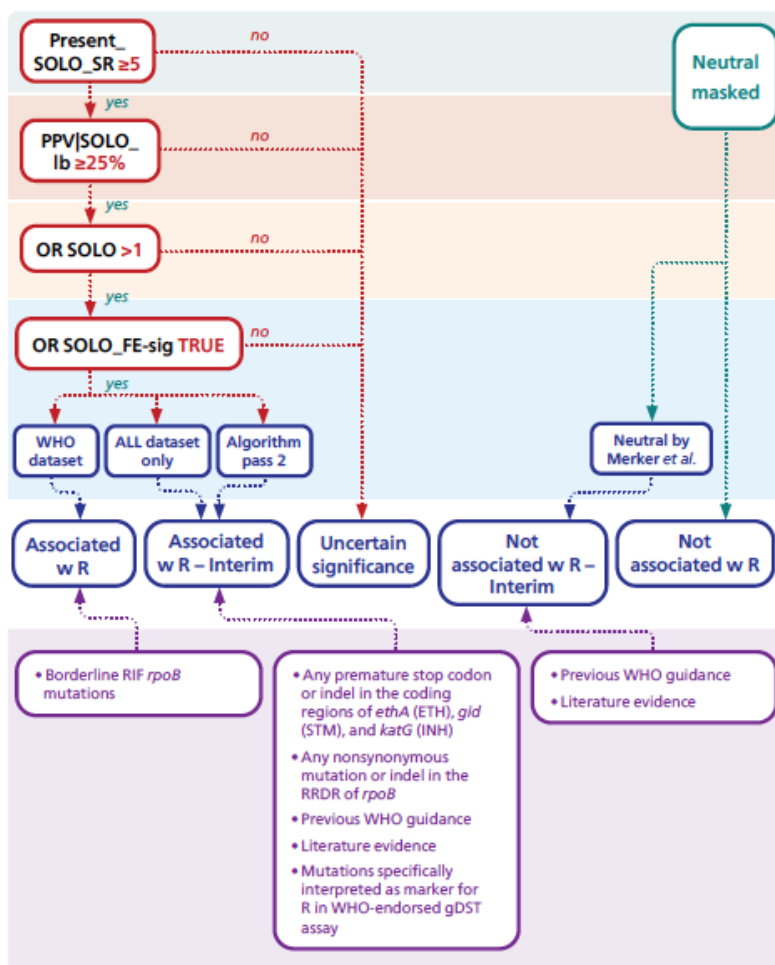 Present_
SOLO_SR ≥5
no
Neutral
masked
yes
PPV|SOLO_
lb ≥25%
no
yes
OR SOLO >1
no
yes
OR SOLO_FE-sig TRUE
no
yes
WHO
dataset
ALL dataset
only
Algorithm
pass 2
Neutral by
Merker et al.
Associated
w R
Associated
w R – Interim
Uncertain
significance
Not
associated w R –
Interim
Not
associated w R
• Borderline RIF rpoB
mutations
• Any premature stop codon
or indel in the coding
regions of ethA (ETH), gid
(STM), and katG (INH)
• Any nonsynonymous
mutation or indel in the
RRDR of rpoB
• Previous WHO guidance
• Literature evidence
• Mutations specifically
interpreted as marker for
R in WHO-endorsed gDST
assay
• Previous WHO guidance
• Literature evidence